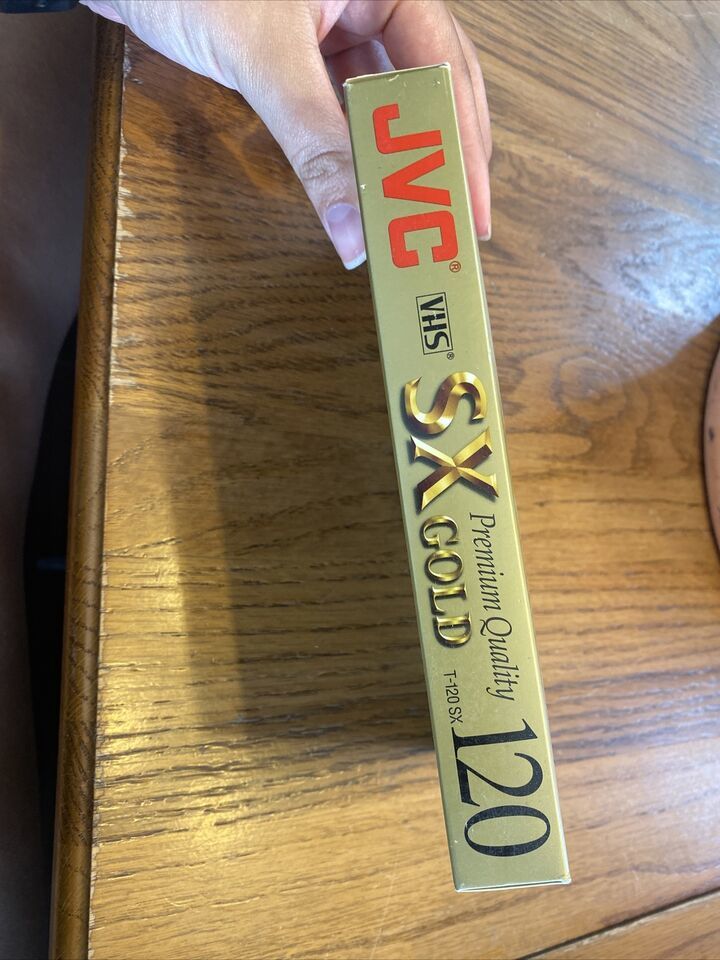 JVC®
VHS®
SX GOLD
Premium Quality
T-120 SX
120